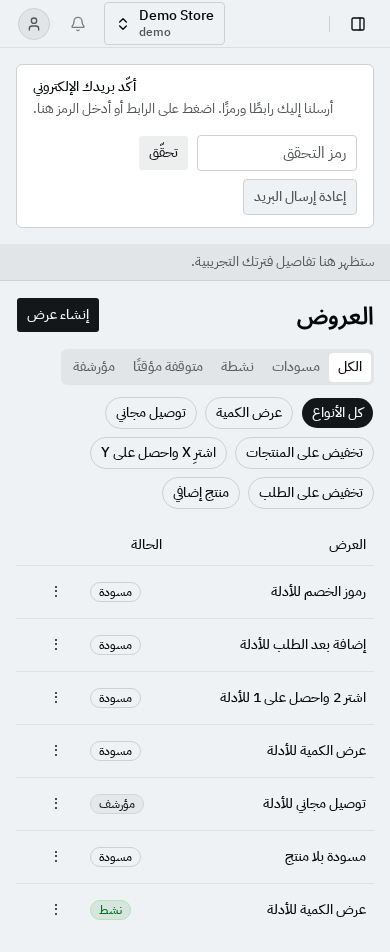 Demo Store
demo
أكّد بريدك الإلكتروني
أرسلنا إليك رابطًا ورمزًا. اضغط على الرابط أو أدخل الرمز هنا.
رمز التحقق
تحقّق
إعادة إرسال البريد
ستظهر هنا تفاصيل فترتك التجريبية.
العروض
إنشاء عرض
الكل مسودات نشطة متوقفة مؤقتًا مؤرشفة
كل الأنواع عرض الكمية توصيل مجاني
تخفيض على المنتجات اشترِ X واحصل على Y
تخفيض على الطلب منتج إضافي
العرض الحالة
رموز الخصم للأدلة مسودة
إضافة بعد الطلب للأدلة مسودة
اشتر 2 واحصل على 1 للأدلة مسودة
عرض الكمية للأدلة مسودة
توصيل مجاني للأدلة مؤرشف
مسودة بلا منتج مسودة
عرض الكمية للأدلة نشط